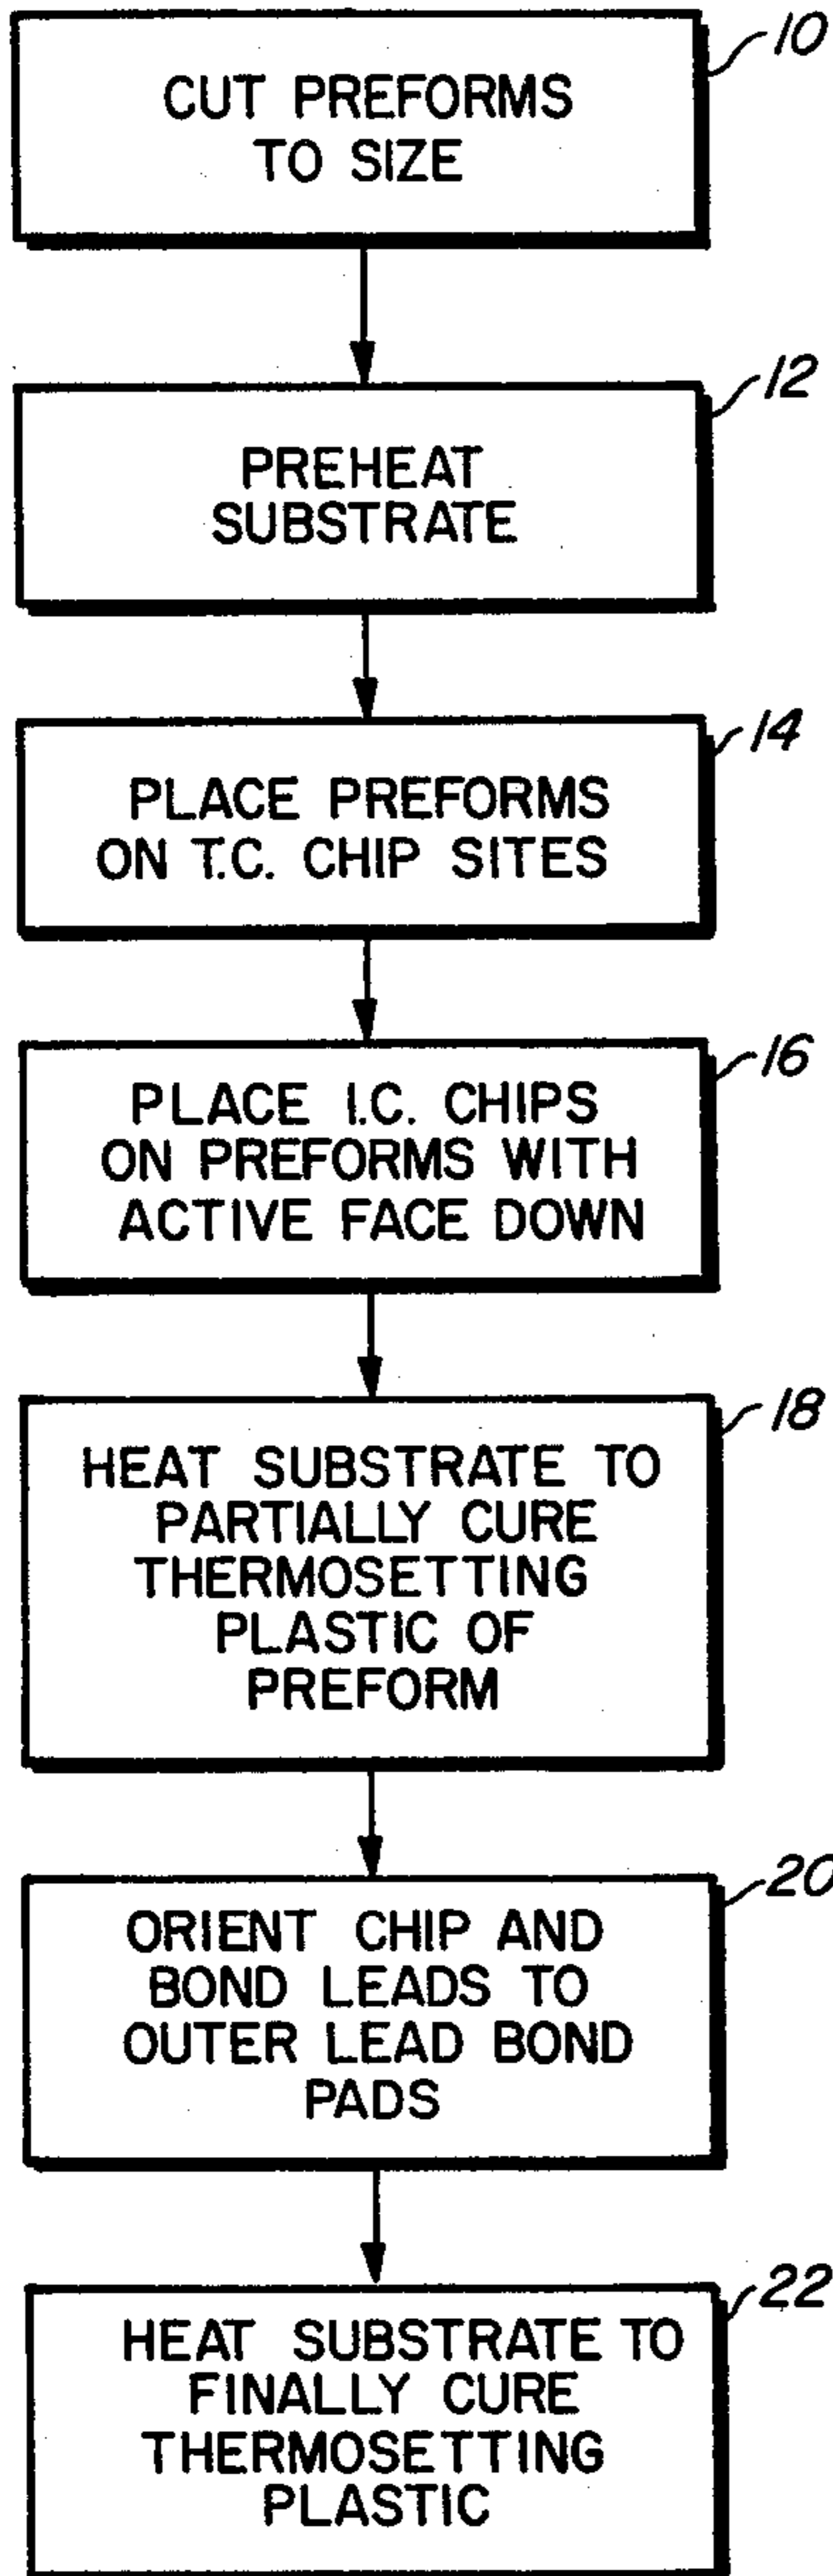 10
CUT PREFORMS
TO SIZE
12
PREHEAT
SUBSTRATE
14
PLACE PREFORMS
ON T.C. CHIP SITES
16
PLACE I.C. CHIPS
ON PREFORMS WITH
ACTIVE FACE DOWN
18
HEAT SUBSTRATE TO
PARTIALLY CURE
THERMOSETTING
PLASTIC OF
PREFORM
20
ORIENT CHIP AND
BOND LEADS TO
OUTER LEAD BOND
PADS
22
HEAT SUBSTRATE TO
FINALLY CURE
THERMOSETTING
PLASTIC